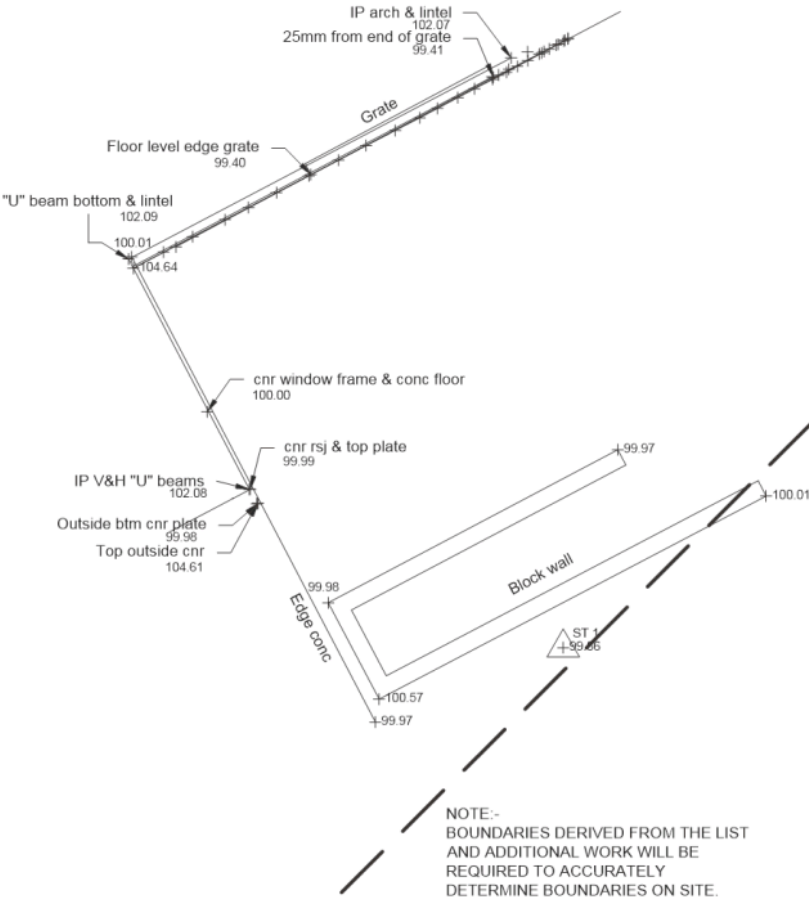 IP arch & lintel
102.07
25mm from end of grate
99.41
Grate
Floor level edge grate
99.40
"U" beam bottom & lintel
102.09
100.01
104.64
cnr window frame & conc floor
100.00
cnr rsj & top plate
99.99
99.97
IP V&H "U" beams
102.08
100.01
Outside btm cnr plate
99.98
Top outside cnr
104.61
Block wall
99.98
Edge conc
ST 1
99.86
100.57
99.97
NOTE:-
BOUNDARIES DERIVED FROM THE LIST
AND ADDITIONAL WORK WILL BE
REQUIRED TO ACCURATELY
DETERMINE BOUNDARIES ON SITE.